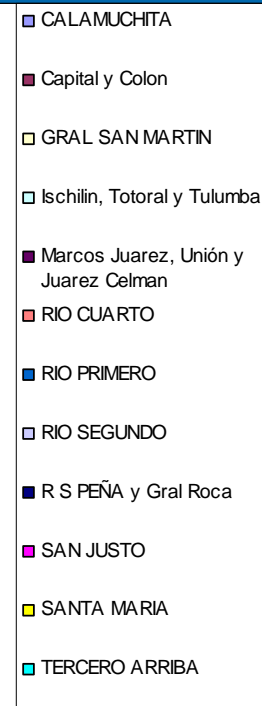 CALAMUCHITA
Capital y Colon
GRAL SAN MARTIN
Ischilin, Totoral y Tulumba
Marcos Juarez, Unión y
Juarez Celman
RIO CUARTO
RIO PRIMERO
RIO SEGUNDO
R S PEÑA y Gral Roca
SAN JUSTO
SANTA MARIA
TERCERO ARRIBA